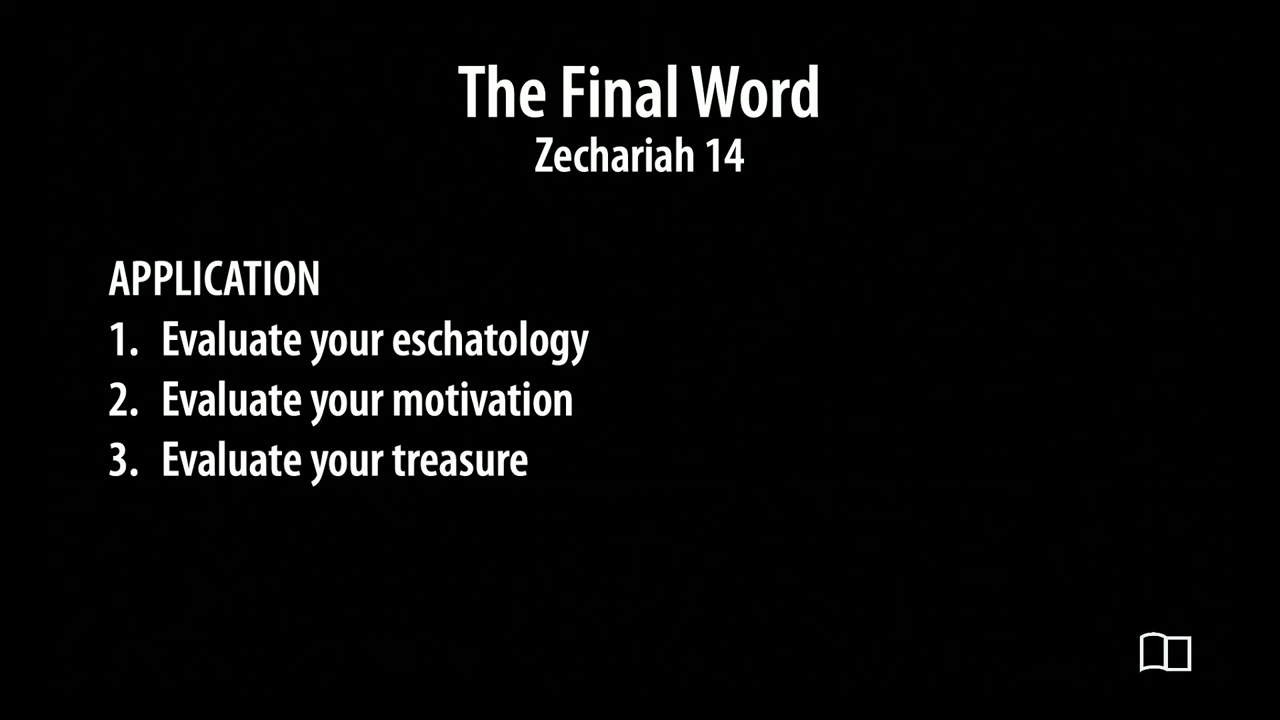 The Final Word
Zechariah 14
APPLICATION
1. Evaluate your eschatology
2. Evaluate your motivation
3. Evaluate your treasure